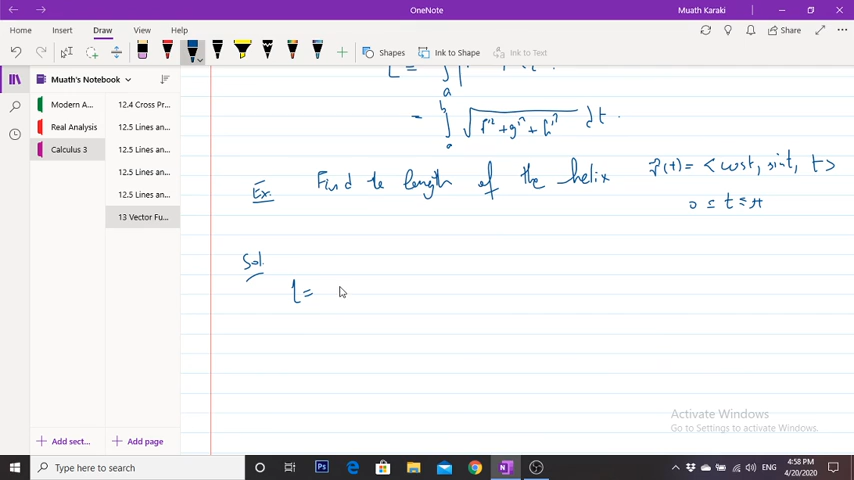 OneNote
Muath Karaki
Home Insert Draw History Review View Help
Share
Shapes Ink to Shape Ink to Text
Muath's Notebook
Modern A...
Real Analysis
Calculus 3
12.4 Cross Pr...
12.5 Lines an...
12.5 Lines an...
12.5 Lines an...
12.5 Lines an...
13 Vector Fu...
L = ∫ a
= ∫ a b √ f'² + g'² + h'² dt .
Ex. Find te length of the helix r(t) = < cost, sint, t >
0 ≤ t ≤ π
Sol.
L =
Activate Windows
Go to Settings to activate Windows.
Add sect... Add page
Type here to search
ENG
4:58 PM
4/20/2020